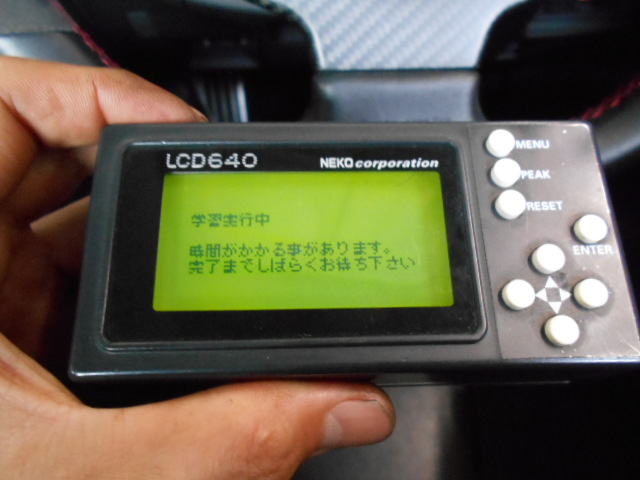 LCD640
NEKO corporation
学習実行中
時間がかかる事があります。
完了までしばらくお待ち下さい
MENU
PEAK
RESET
ENTER